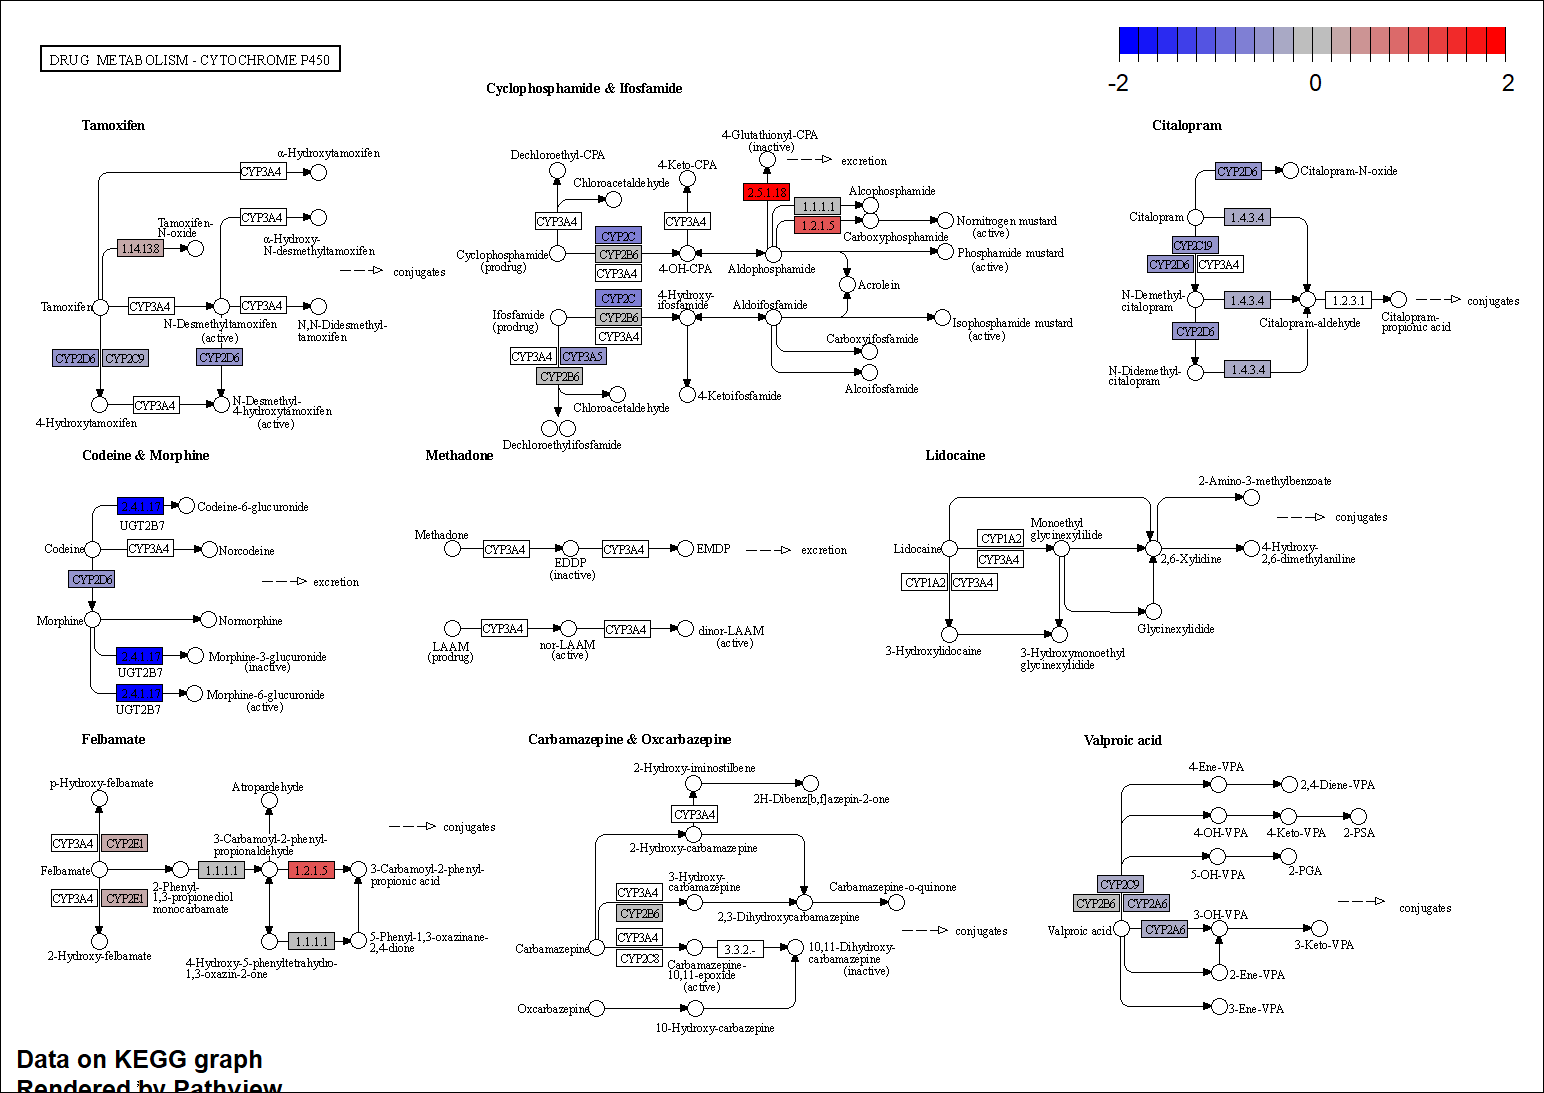 DRUG METABOLISM - CYTOCHROME P450
-2
0
2
Cyclophosphamide & Ifosfamide
Tamoxifen
α-Hydroxytamoxifen
CYP3A4
Tamoxifen-
N-oxide
1.14.13.8
CYP3A4
α-Hydroxy-
N-desmethyltamoxifen
conjugates
Tamoxifen
CYP3A4
CYP3A4
N-Desmethyltamoxifen
(active)
N,N-Didesmethyl-
tamoxifen
CYP2D6
CYP2C9
CYP2D6
CYP3A4
N-Desmethyl-
4-hydroxytamoxifen
(active)
4-Hydroxytamoxifen
Dechloroethyl-CPA
Chloroacetaldehyde
CYP3A4
4-Keto-CPA
CYP3A4
4-Glutathionyl-CPA
(inactive)
excretion
2.5.1.18
1.1.1.1
Alcophosphamide
1.2.1.5
Carboxyphosphamide
Nornitrogen mustard
(active)
CYP2C
CYP2B6
CYP3A4
Cyclophosphamide
(prodrug)
4-OH-CPA
Aldophosphamide
Phosphamide mustard
(active)
Acrolein
CYP2C
CYP2B6
CYP3A4
4-Hydroxy-
ifosfamide
Aldoifosfamide
Ifosfamide
(prodrug)
Isophosphamide mustard
(active)
CYP3A4
CYP3A5
CYP2B6
Carboxyifosfamide
Alcoifosfamide
4-Ketoifosfamide
Chloroacetaldehyde
Dechloroethylifosfamide
Citalopram
CYP2D6
Citalopram-N-oxide
Citalopram
1.4.3.4
CYP2C19
CYP2D6
CYP3A4
N-Demethyl-
citalopram
1.4.3.4
1.2.3.1
conjugates
Citalopram-aldehyde
Citalopram-
propionic acid
CYP2D6
N-Didemethyl-
citalopram
1.4.3.4
Codeine & Morphine
2.4.1.17
Codeine-6-glucuronide
UGT2B7
Codeine
CYP3A4
Norcodeine
CYP2D6
excretion
Morphine
Normorphine
2.4.1.17
Morphine-3-glucuronide
(inactive)
UGT2B7
2.4.1.17
Morphine-6-glucuronide
(active)
UGT2B7
Methadone
Methadone
CYP3A4
EDDP
(inactive)
CYP3A4
EMDP
excretion
LAAM
(prodrug)
CYP3A4
nor-LAAM
(active)
CYP3A4
dinor-LAAM
(active)
Lidocaine
2-Amino-3-methylbenzoate
conjugates
Monoethyl
glycinexylilide
CYP1A2
CYP3A4
Lidocaine
2,6-Xylidine
4-Hydroxy-
2,6-dimethylaniline
CYP1A2
CYP3A4
Glycinexylidide
3-Hydroxylidocaine
3-Hydroxymonoethyl
glycinexylidide
Felbamate
p-Hydroxy-felbamate
Atropardehyde
conjugates
CYP3A4
CYP2E1
3-Carbamoyl-2-phenyl-
propionaldehyde
Felbamate
1.1.1.1
1.2.1.5
3-Carbamoyl-2-phenyl-
propionic acid
CYP3A4
CYP2E1
2-Phenyl-
1,3-propionediol
monocarbamate
1.1.1.1
5-Phenyl-1,3-oxazinane-
2,4-dione
2-Hydroxy-felbamate
4-Hydroxy-5-phenyltetrahydro-
1,3-oxazin-2-one
Carbamazepine & Oxcarbazepine
2-Hydroxy-iminostilbene
2H-Dibenz[b,f]azepin-2-one
CYP3A4
2-Hydroxy-carbamazepine
3-Hydroxy-
carbamazepine
CYP3A4
CYP2B6
Carbamazepine-o-quinone
2,3-Dihydroxycarbamazepine
conjugates
CYP3A4
CYP2C8
Carbamazepine
3.3.2.-
Carbamazepine-
10,11-epoxide
(active)
10,11-Dihydroxy-
carbamazepine
(inactive)
Oxcarbazepine
10-Hydroxy-carbazepine
Valproic acid
4-Ene-VPA
2,4-Diene-VPA
4-OH-VPA
4-Keto-VPA
2-PSA
5-OH-VPA
2-PGA
CYP2C9
CYP2B6
CYP2A6
conjugates
Valproic acid
CYP2A6
3-OH-VPA
3-Keto-VPA
2-Ene-VPA
3-Ene-VPA
Data on KEGG graph
Rendered by Pathview